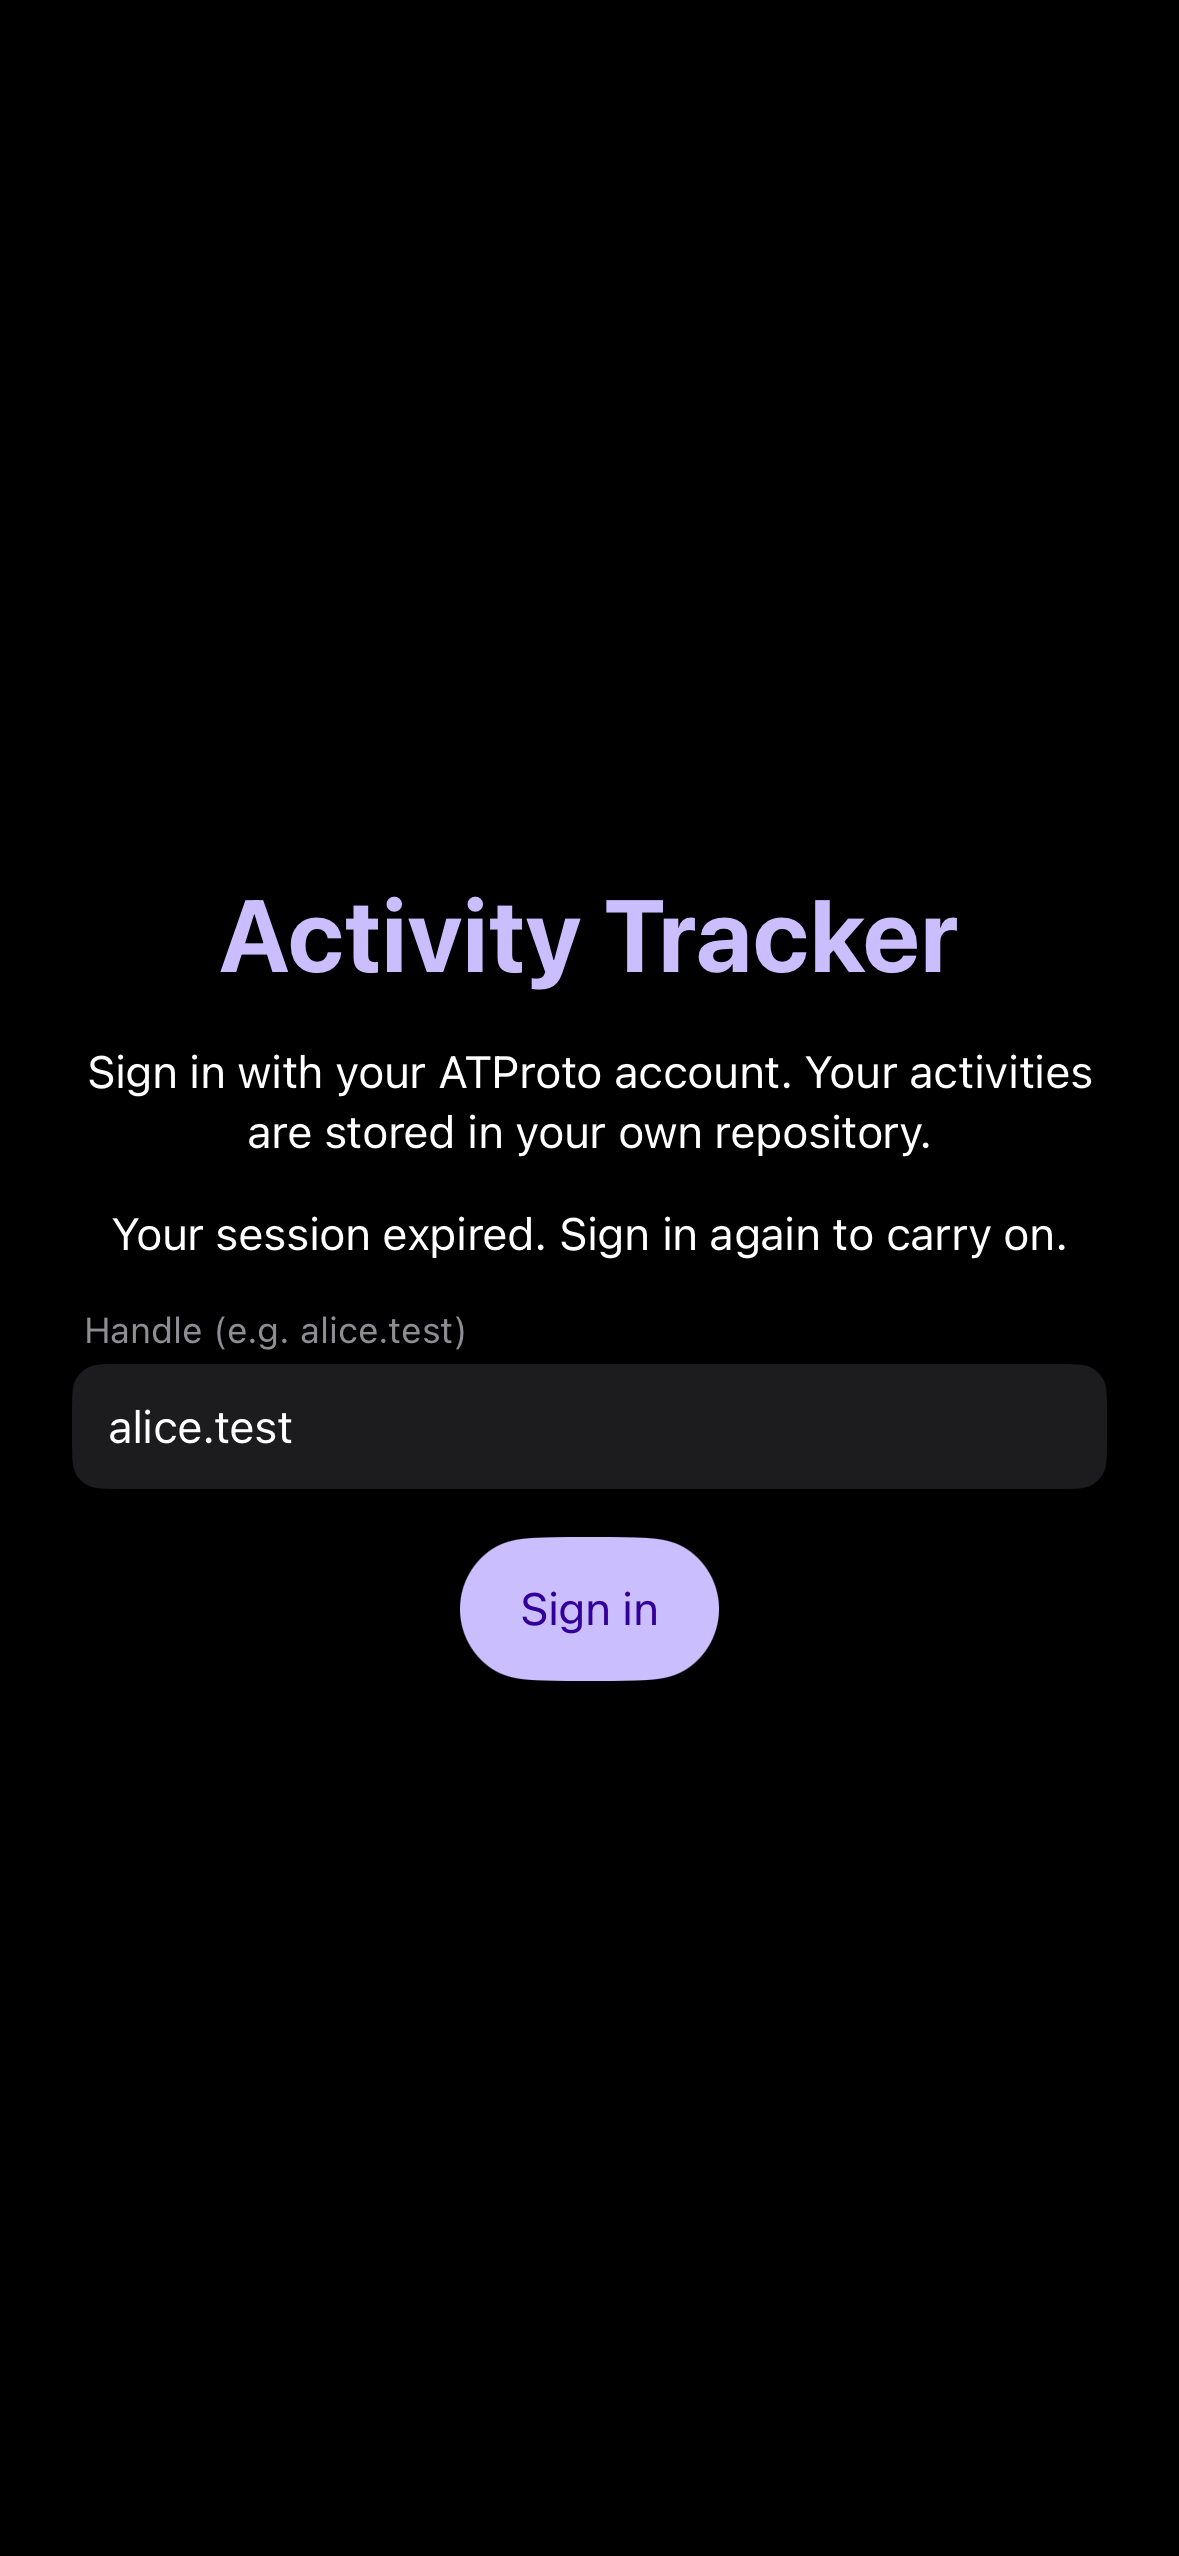 Activity Tracker
Sign in with your ATProto account. Your activities
are stored in your own repository.
Your session expired. Sign in again to carry on.
Handle (e.g. alice.test)
alice.test
Sign in